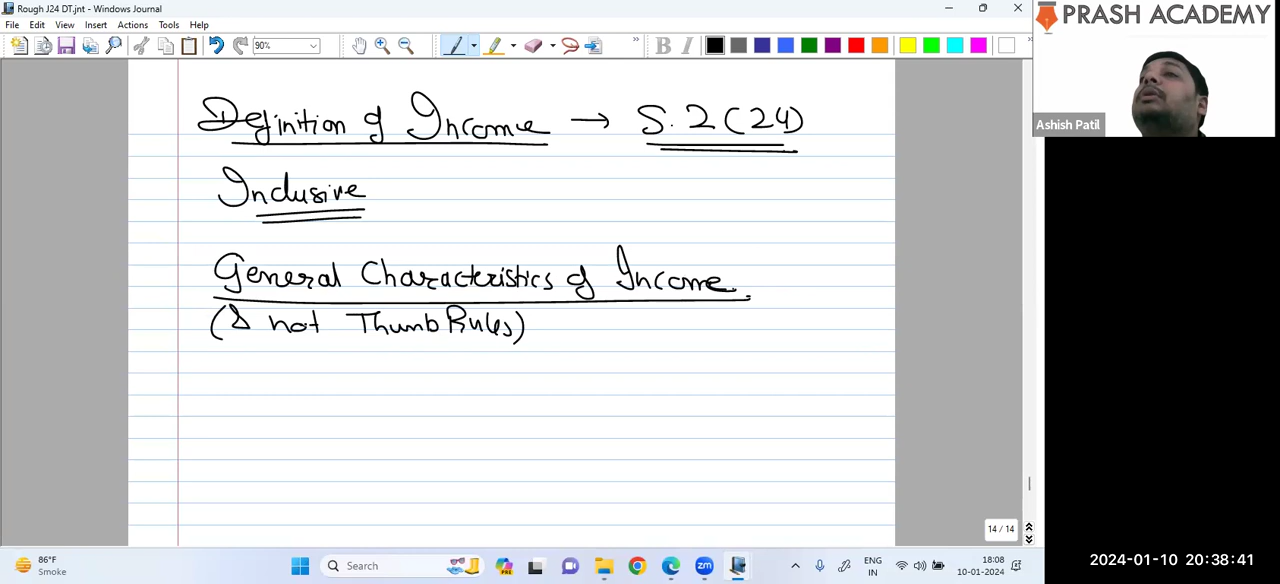 Rough J24 DT.jnt - Windows Journal
PRASH ACADEMY
File Edit View Insert Actions Tools Help
90%
B I
Definition of Income → S. 2(24)
Ashish Patil
Inclusive
General Characteristics of Income
(& not Thumb Rules)
14 / 14
86°F
Smoke
Search
PRE
zm
ENG
IN
18:08
10-01-2024
2024-01-10 20:38:41